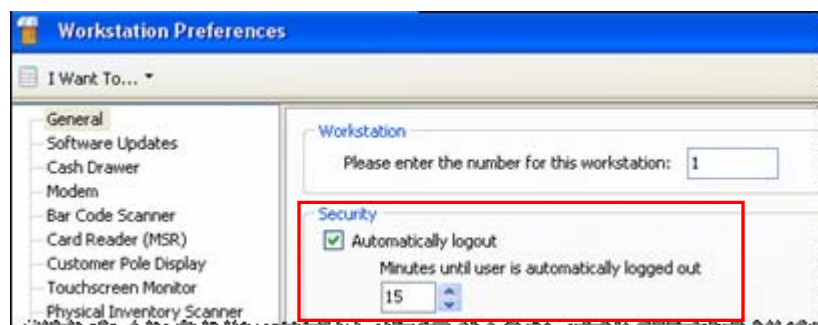 Workstation Preferences
I Want To...
General
Software Updates
Cash Drawer
Modem
Bar Code Scanner
Card Reader (MSR)
Customer Pole Display
Touchscreen Monitor
Physical Inventory Scanner
Workstation
Please enter the number for this workstation: 1
Security
Automatically logout
Minutes until user is automatically logged out
15